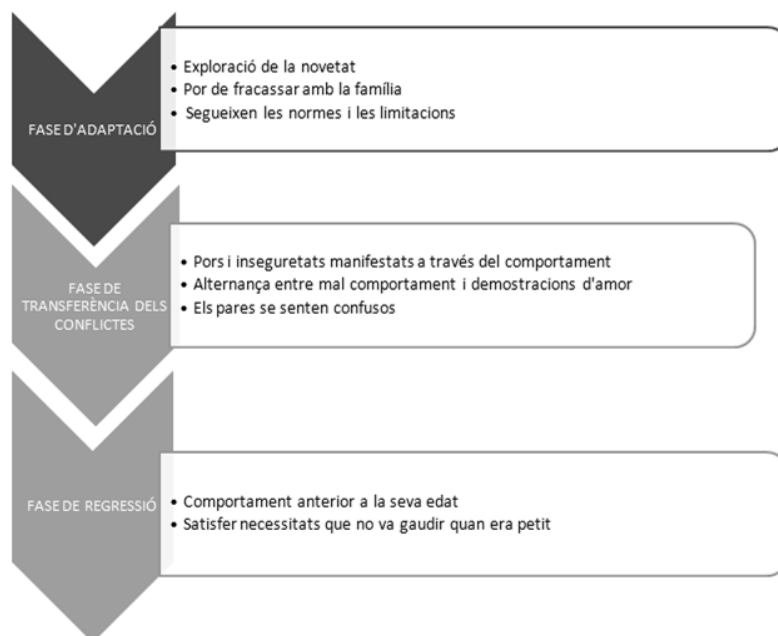 FASE D'ADAPTACIÓ
• Exploració de la novetat
• Por de fracassar amb la família
• Segueixen les normes i les limitacions
FASE DE
TRANSFERÈNCIA DELS
CONFLICTES
• Pors i inseguretats manifestats a través del comportament
• Alternança entre mal comportament i demostracions d'amor
• Els pares se senten confusos
FASE DE REGRESSIÓ
• Comportament anterior a la seva edat
• Satisfer necessitats que no va gaudir quan era petit